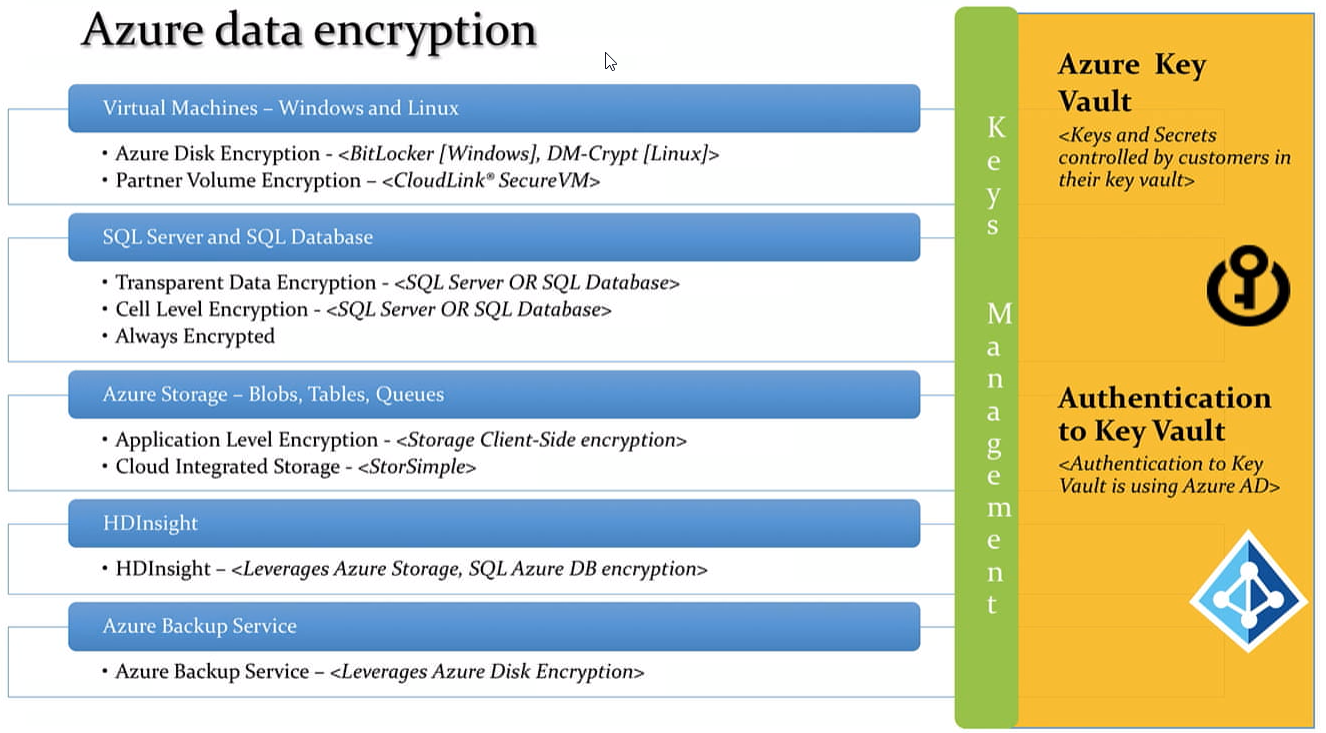 Azure data encryption
Virtual Machines – Windows and Linux
• Azure Disk Encryption - <BitLocker [Windows], DM-Crypt [Linux]>
• Partner Volume Encryption – <CloudLink® SecureVM>
SQL Server and SQL Database
• Transparent Data Encryption - <SQL Server OR SQL Database>
• Cell Level Encryption - <SQL Server OR SQL Database>
• Always Encrypted
Azure Storage – Blobs, Tables, Queues
• Application Level Encryption - <Storage Client-Side encryption>
• Cloud Integrated Storage - <StorSimple>
HDInsight
• HDInsight – <Leverages Azure Storage, SQL Azure DB encryption>
Azure Backup Service
• Azure Backup Service – <Leverages Azure Disk Encryption>
Keys Management
Azure Key
Vault
<Keys and Secrets
controlled by customers in
their key vault>
Authentication
to Key Vault
<Authentication to Key
Vault is using Azure AD>